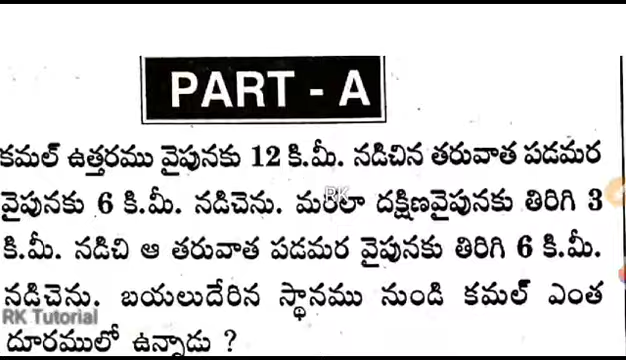 PART - A
కమల్ ఉత్తరము వైపునకు 12 కి.మీ. నడిచిన తరువాత పడమర
వైపునకు 6 కి.మీ. నడిచెను. మరలా దక్షిణవైపునకు తిరిగి 3
RK
కి.మీ. నడిచి ఆ తరువాత పడమర వైపునకు తిరిగి 6 కి.మీ.
నడిచెను. బయలుదేరిన స్థానము నుండి కమల్ ఎంత
RK Tutorial
దూరములో ఉన్నాడు ?